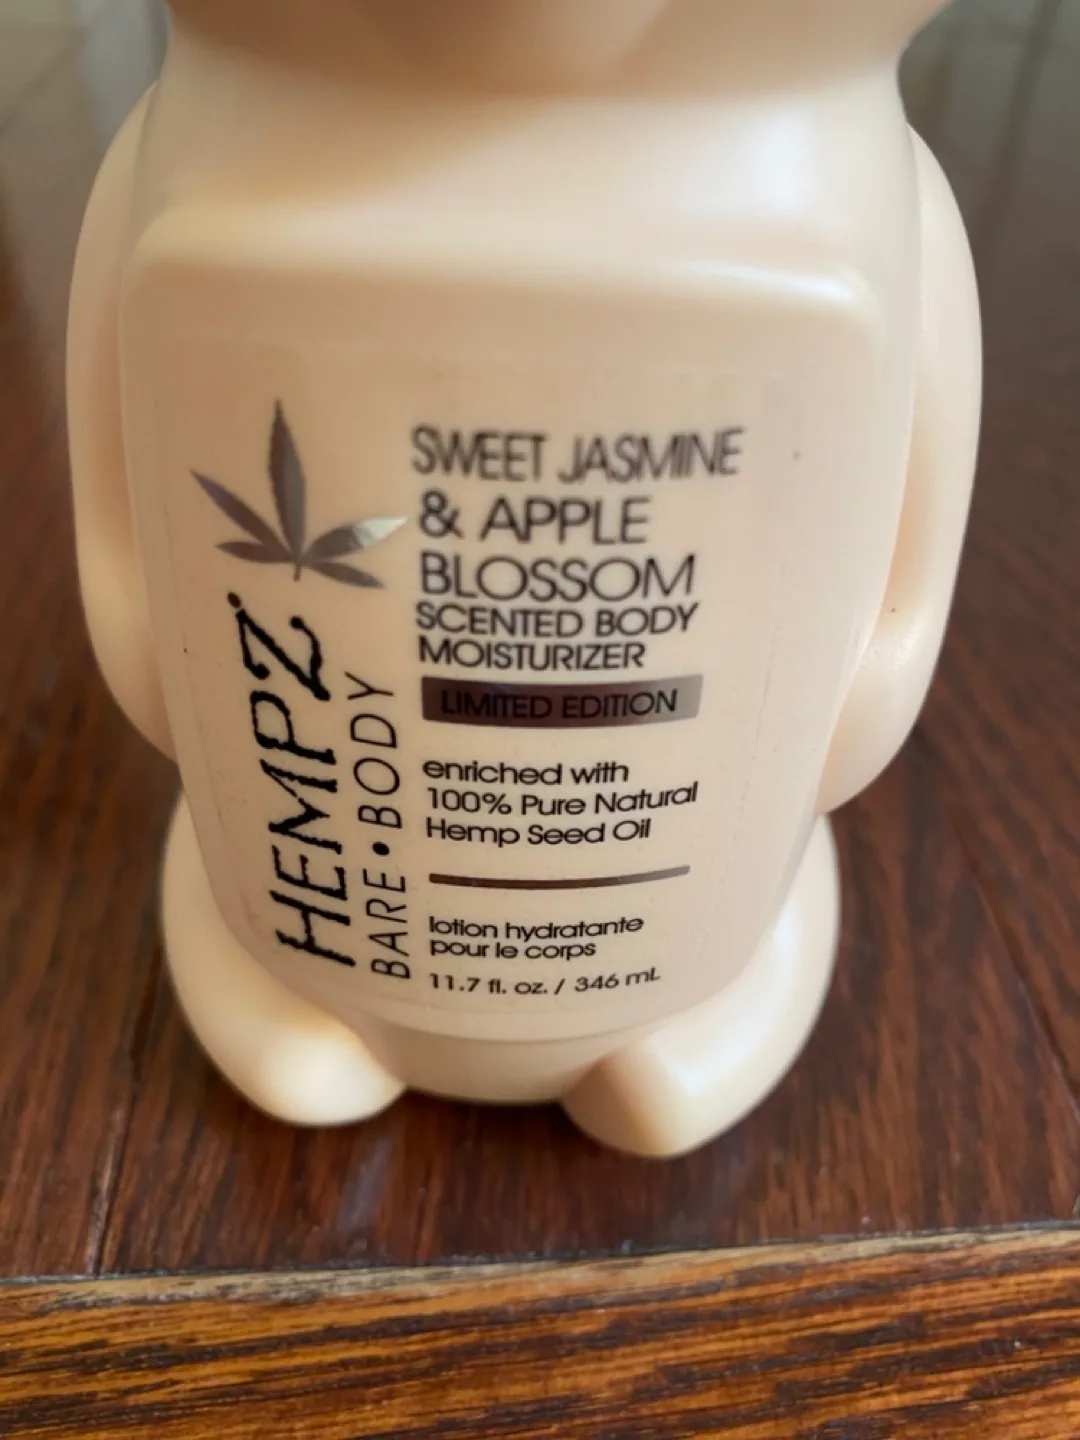 HEMPZ
BARE • BODY
SWEET JASMINE
& APPLE
BLOSSOM
SCENTED BODY
MOISTURIZER
LIMITED EDITION
enriched with
100% Pure Natural
Hemp Seed Oil
lotion hydratante
pour le corps
11.7 fl. oz. / 346 mL